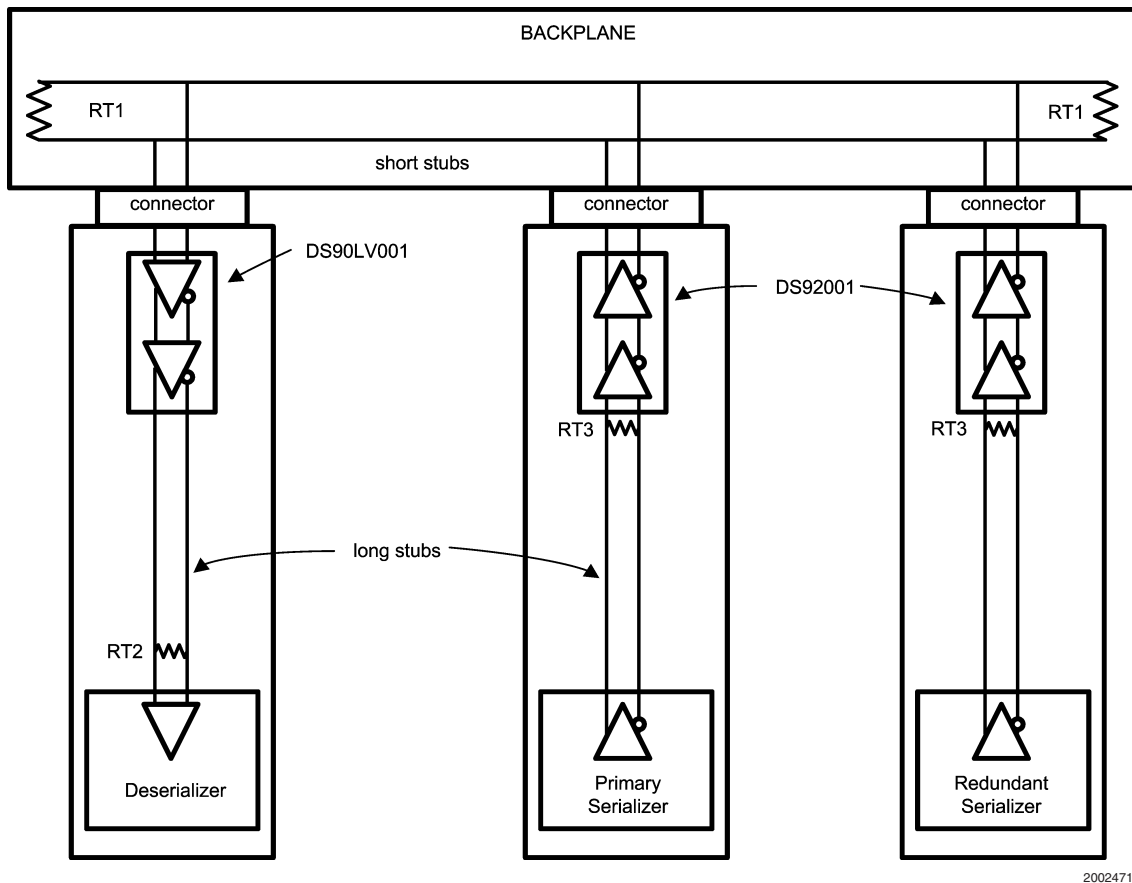 BACKPLANE
RT1
RT1
short stubs
connector
connector
connector
DS90LV001
DS92001
RT3
RT3
long stubs
RT2
Deserializer
Primary
Serializer
Redundant
Serializer
2002471